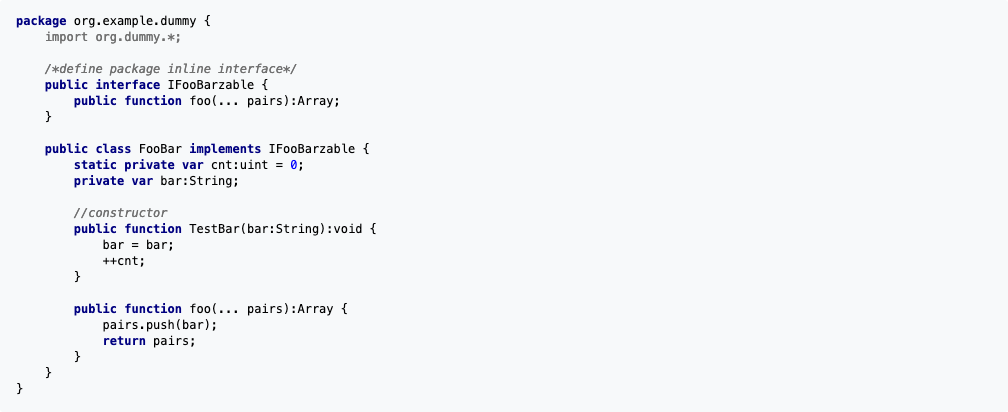 package org.example.dummy {
    import org.dummy.*;

    /*define package inline interface*/
    public interface IFooBarzable {
        public function foo(... pairs):Array;
    }

    public class FooBar implements IFooBarzable {
        static private var cnt:uint = 0;
        private var bar:String;

        //constructor
        public function TestBar(bar:String):void {
            bar = bar;
            ++cnt;
        }

        public function foo(... pairs):Array {
            pairs.push(bar);
            return pairs;
        }
    }
}